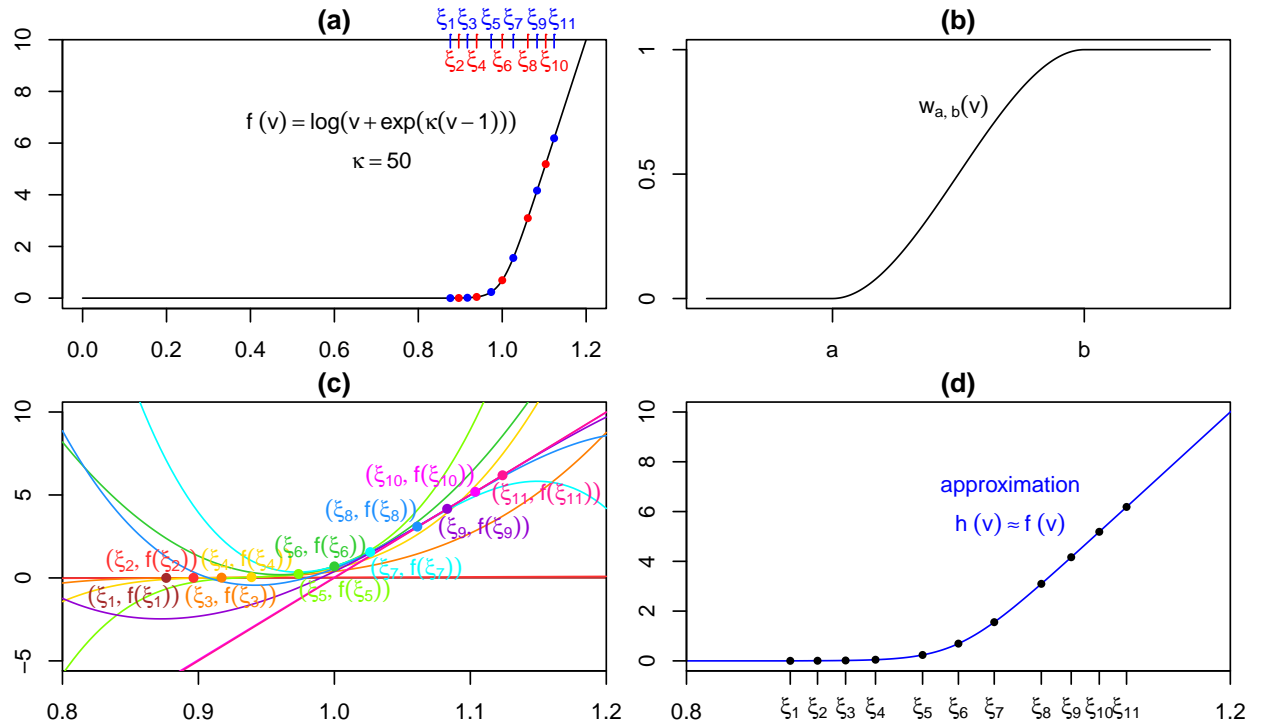 (a)
ξ1 ξ3 ξ5 ξ7 ξ9 ξ11
ξ2 ξ4 ξ6 ξ8 ξ10
f (v) = log(v + exp(κ(v − 1)))
κ = 50
10
8
6
4
2
0
0.0 0.2 0.4 0.6 0.8 1.0 1.2
(b)
wa, b(v)
1
0.5
0
a b
(c)
10
5
0
−5
(ξ10, f(ξ10))
(ξ11, f(ξ11))
(ξ8, f(ξ8))
(ξ9, f(ξ9))
(ξ6, f(ξ6))
(ξ7, f(ξ7))
(ξ2, f(ξ2)) (ξ4, f(ξ4))
(ξ5, f(ξ5))
(ξ1, f(ξ1)) (ξ3, f(ξ3))
0.8 0.9 1.0 1.1 1.2
(d)
approximation
h (v) ≈ f (v)
10
8
6
4
2
0
0.8 ξ1 ξ2 ξ3 ξ4 ξ5 ξ6 ξ7 ξ8 ξ9 ξ10 ξ11 1.2